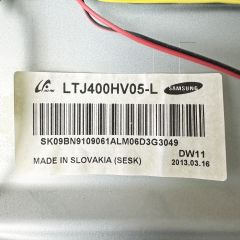 LTJ400HV05-L SAMSUNG
SK09BN9109061ALM06D3G3049
DW11
MADE IN SLOVAKIA (SESK) 2013.03.16